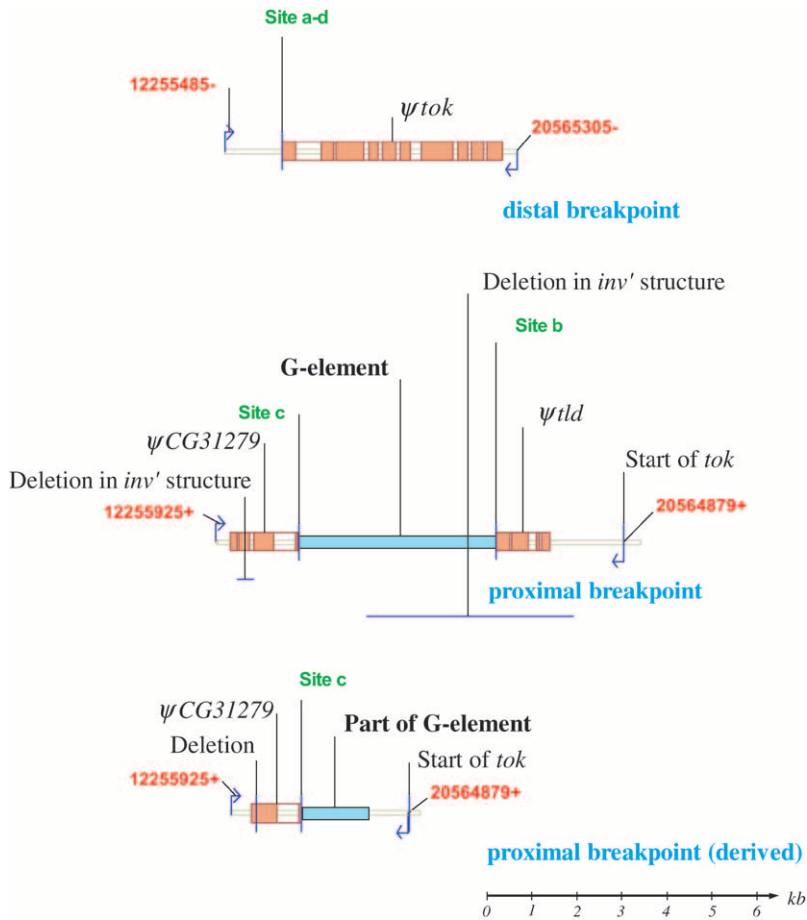 Site a-d
12255485-
ψtok
20565305-
distal breakpoint
Deletion in inv' structure
Site b
G-element
Site c
ψtld
ψCG31279
Start of tok
Deletion in inv' structure
12255925+
20564879+
proximal breakpoint
Site c
ψCG31279
Part of G-element
Deletion
Start of tok
12255925+
20564879+
proximal breakpoint (derived)
kb
0 1 2 3 4 5 6